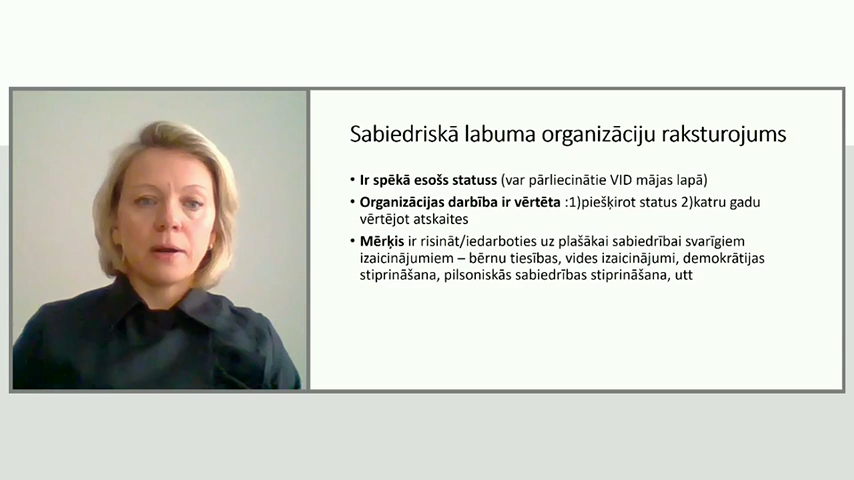 Sabiedriskā labuma organizāciju raksturojums
• Ir spēkā esošs statuss (var pārliecinātie VID mājas lapā)
• Organizācijas darbība ir vērtēta :1)piešķirot status 2)katru gadu
vērtējot atskaites
• Mērķis ir risināt/iedarboties uz plašākai sabiedrībai svarīgiem
izaicinājumiem – bērnu tiesības, vides izaicinājumi, demokrātijas
stiprināšana, pilsoniskās sabiedrības stiprināšana, utt